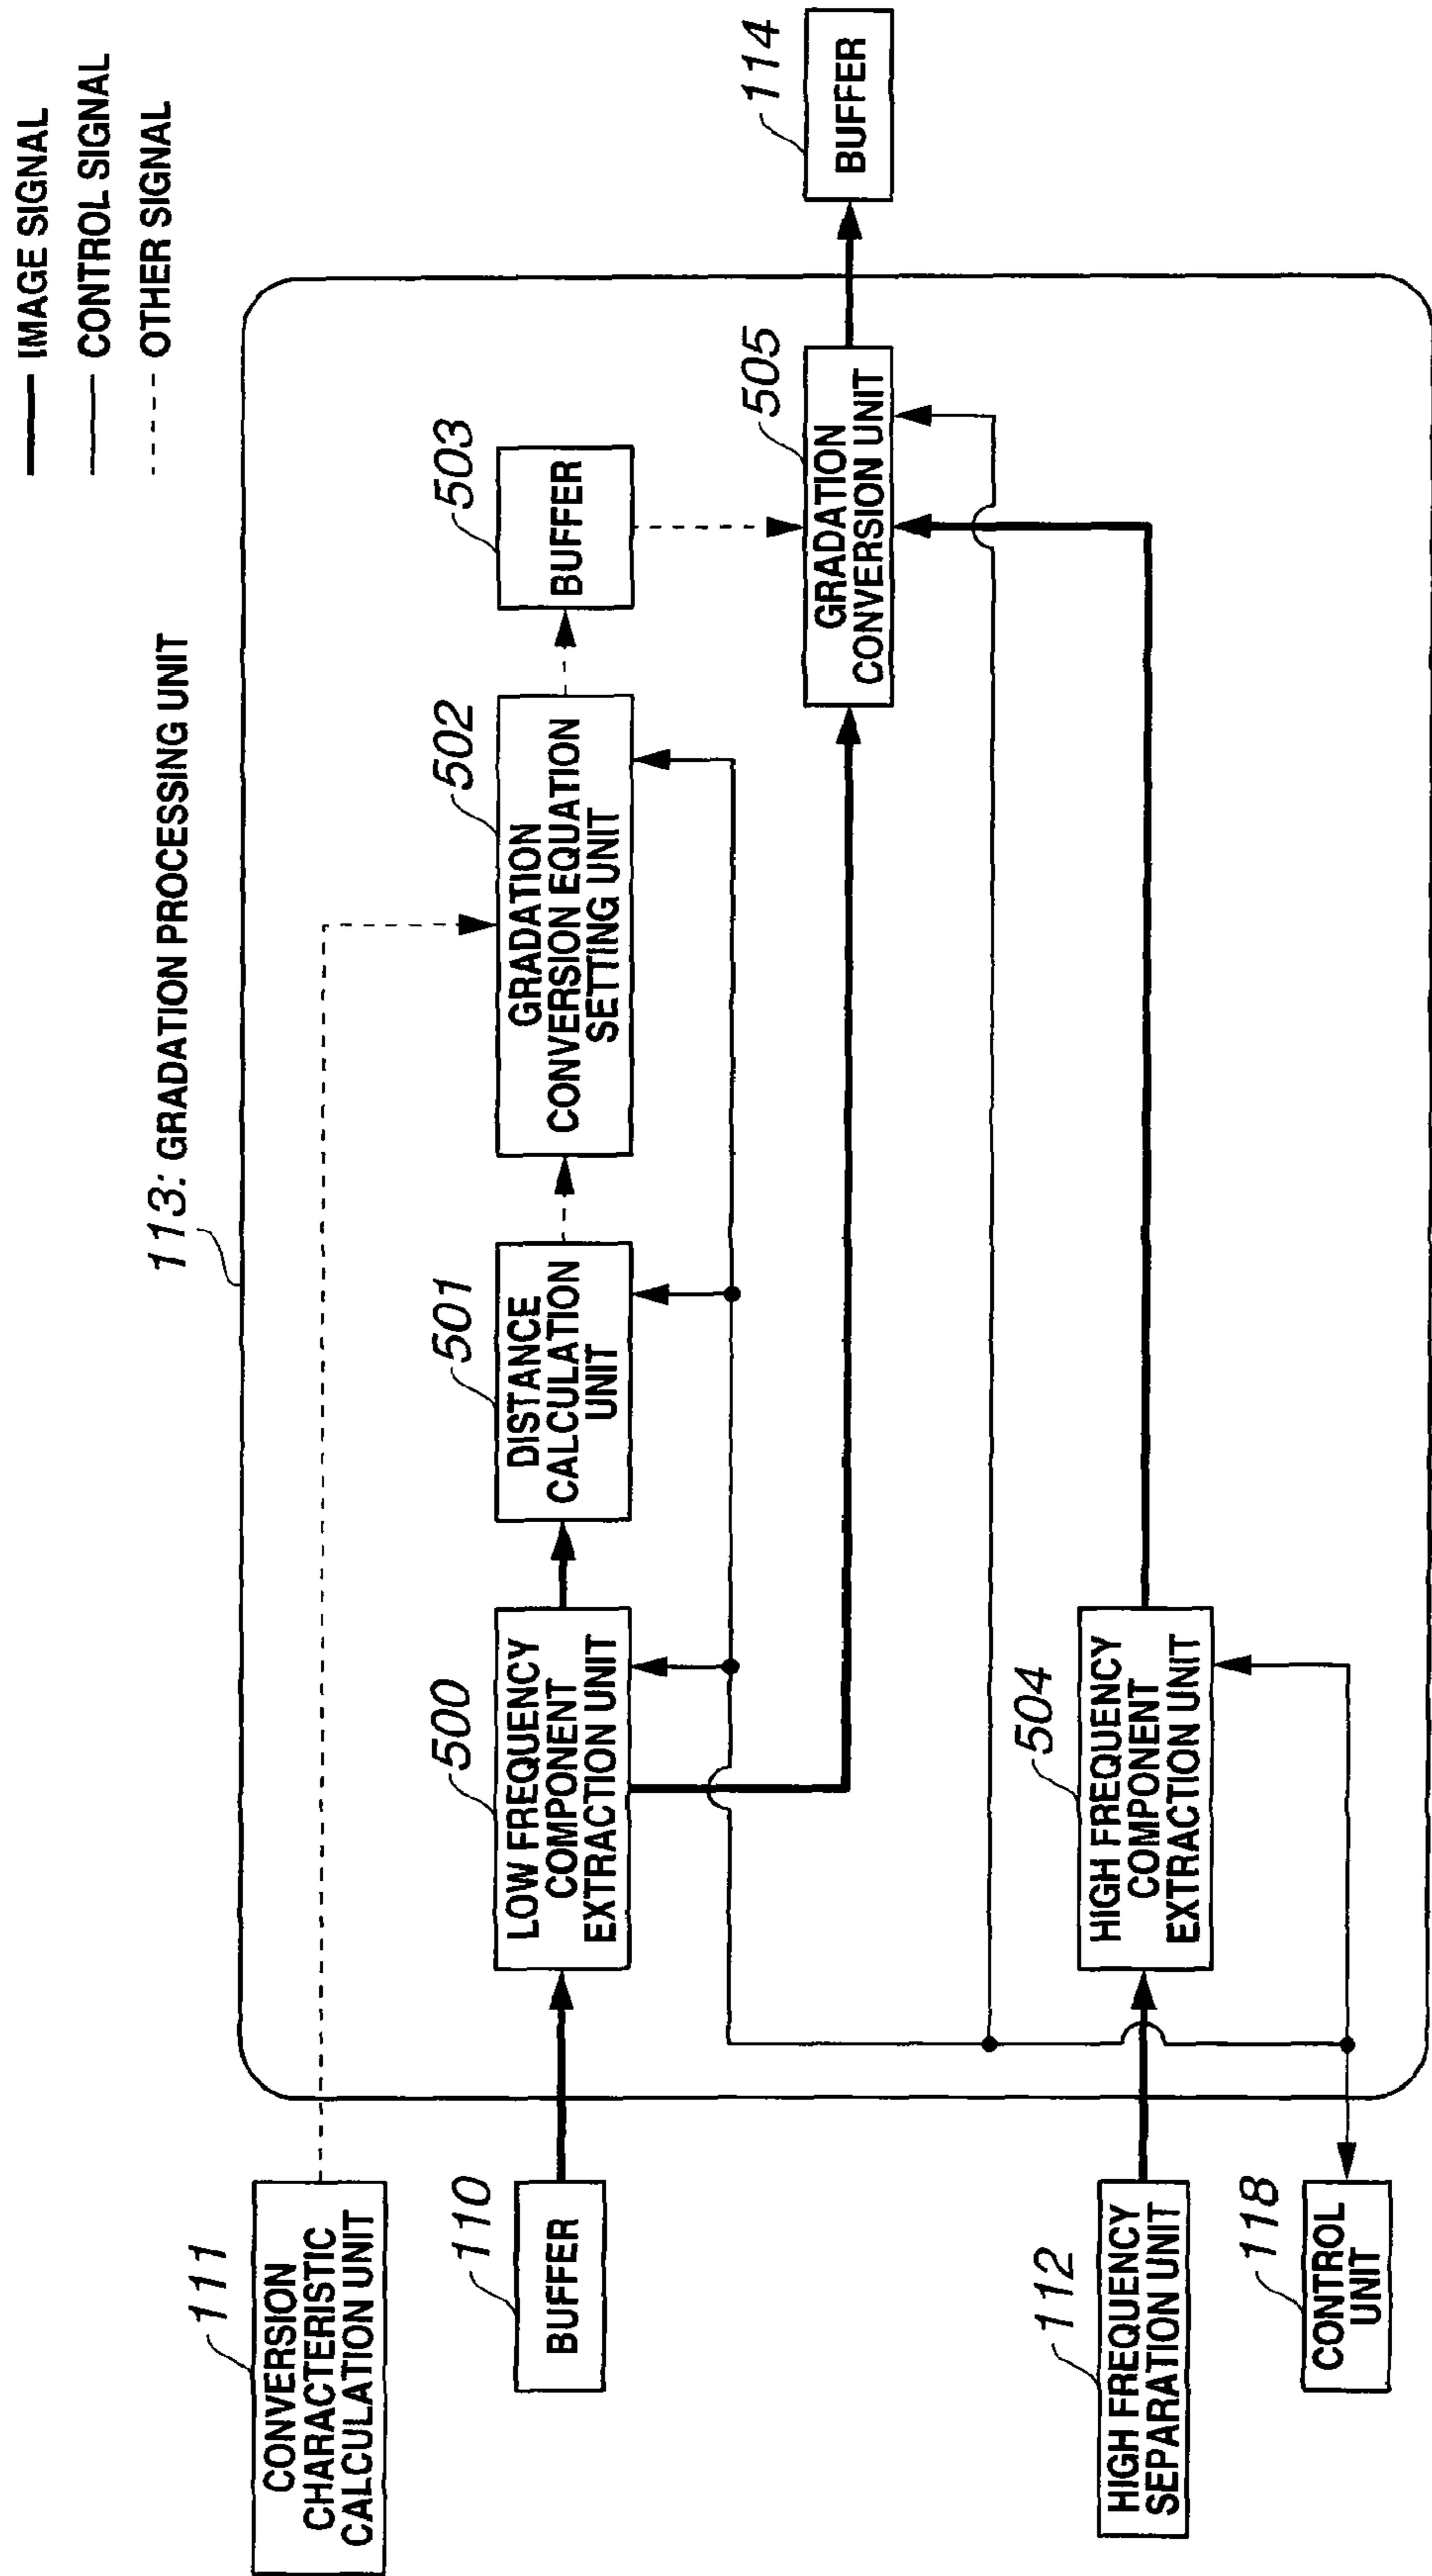 IMAGE SIGNAL
CONTROL SIGNAL
OTHER SIGNAL
113: GRADATION PROCESSING UNIT
111
CONVERSION
CHARACTERISTIC
CALCULATION UNIT
110
BUFFER
500
LOW FREQUENCY
COMPONENT
EXTRACTION UNIT
501
DISTANCE
CALCULATION
UNIT
502
GRADATION
CONVERSION EQUATION
SETTING UNIT
503
BUFFER
505
GRADATION
CONVERSION UNIT
114
BUFFER
112
HIGH FREQUENCY
SEPARATION UNIT
504
HIGH FREQUENCY
COMPONENT
EXTRACTION UNIT
118
CONTROL
UNIT